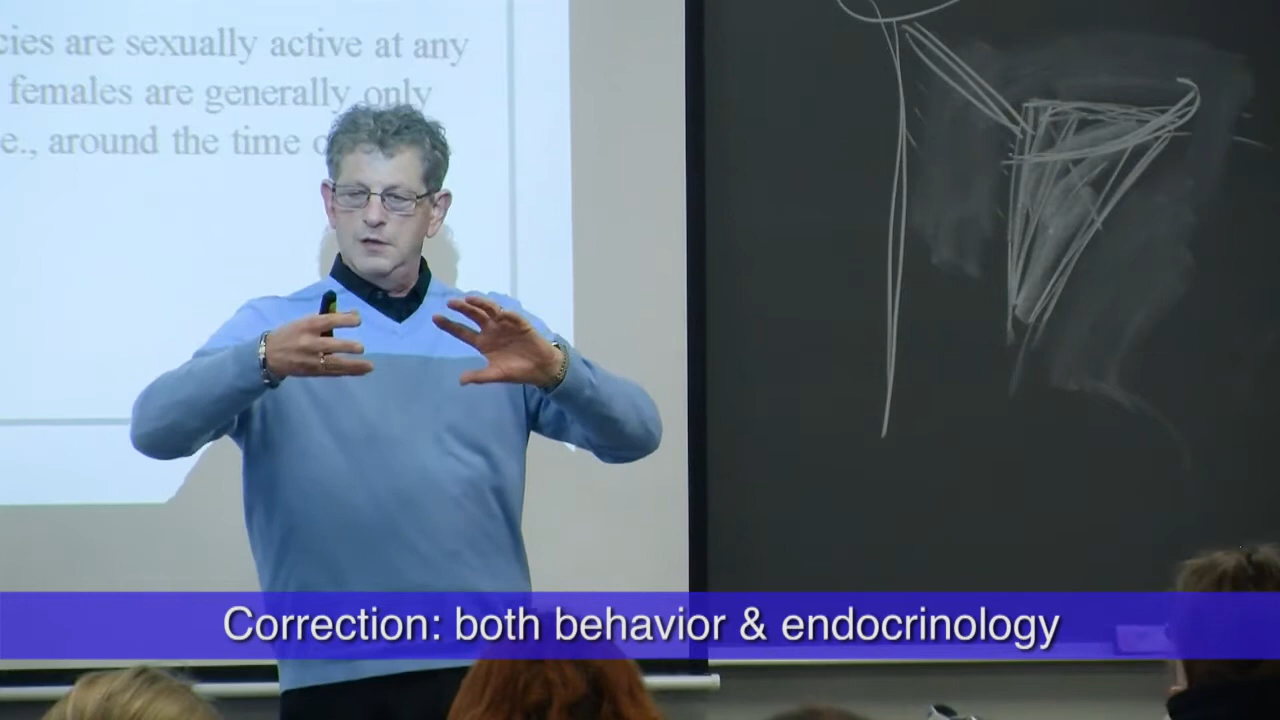 cies are sexually active at any
females are generally only
e., around the time
Correction: both behavior & endocrinology